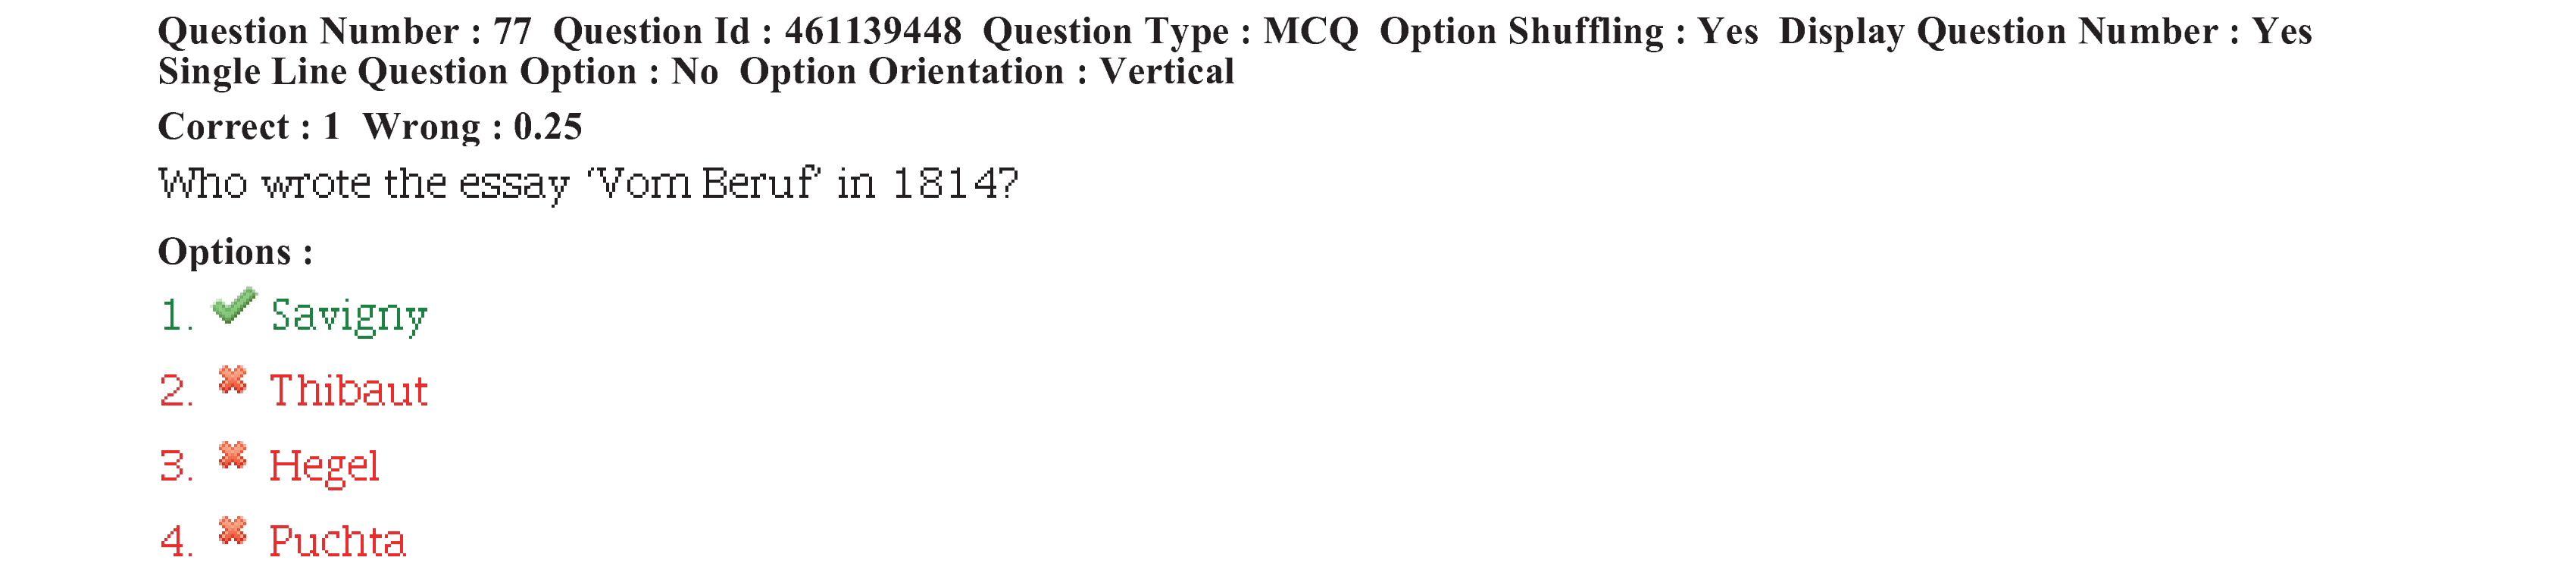 Question Number : 77 Question Id : 461139448 Question Type : MCQ Option Shuffling : Yes Display Question Number : Yes
Single Line Question Option : No Option Orientation : Vertical
Correct : 1 Wrong : 0.25
Who wrote the essay ‘Vom Beruf’ in 1814?
Options :
1. Savigny
2. Thibaut
3. Hegel
4. Puchta